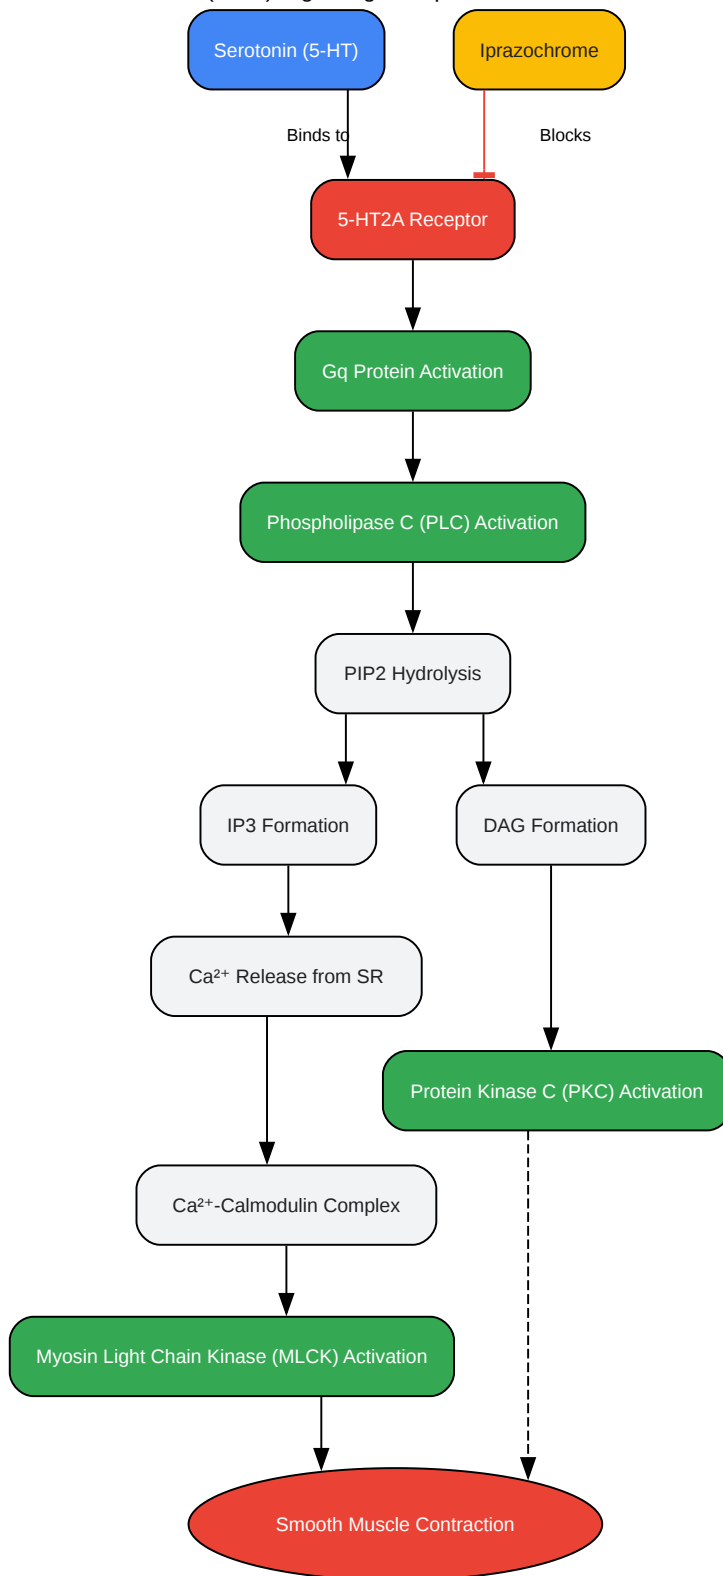 Serotonin (5-HT)
Iprazochrome
Binds to
Blocks
5-HT2A Receptor
Gq Protein Activation
Phospholipase C (PLC) Activation
PIP2 Hydrolysis
IP3 Formation
DAG Formation
Ca²⁺ Release from SR
Protein Kinase C (PKC) Activation
Ca²⁺-Calmodulin Complex
Myosin Light Chain Kinase (MLCK) Activation
Smooth Muscle Contraction